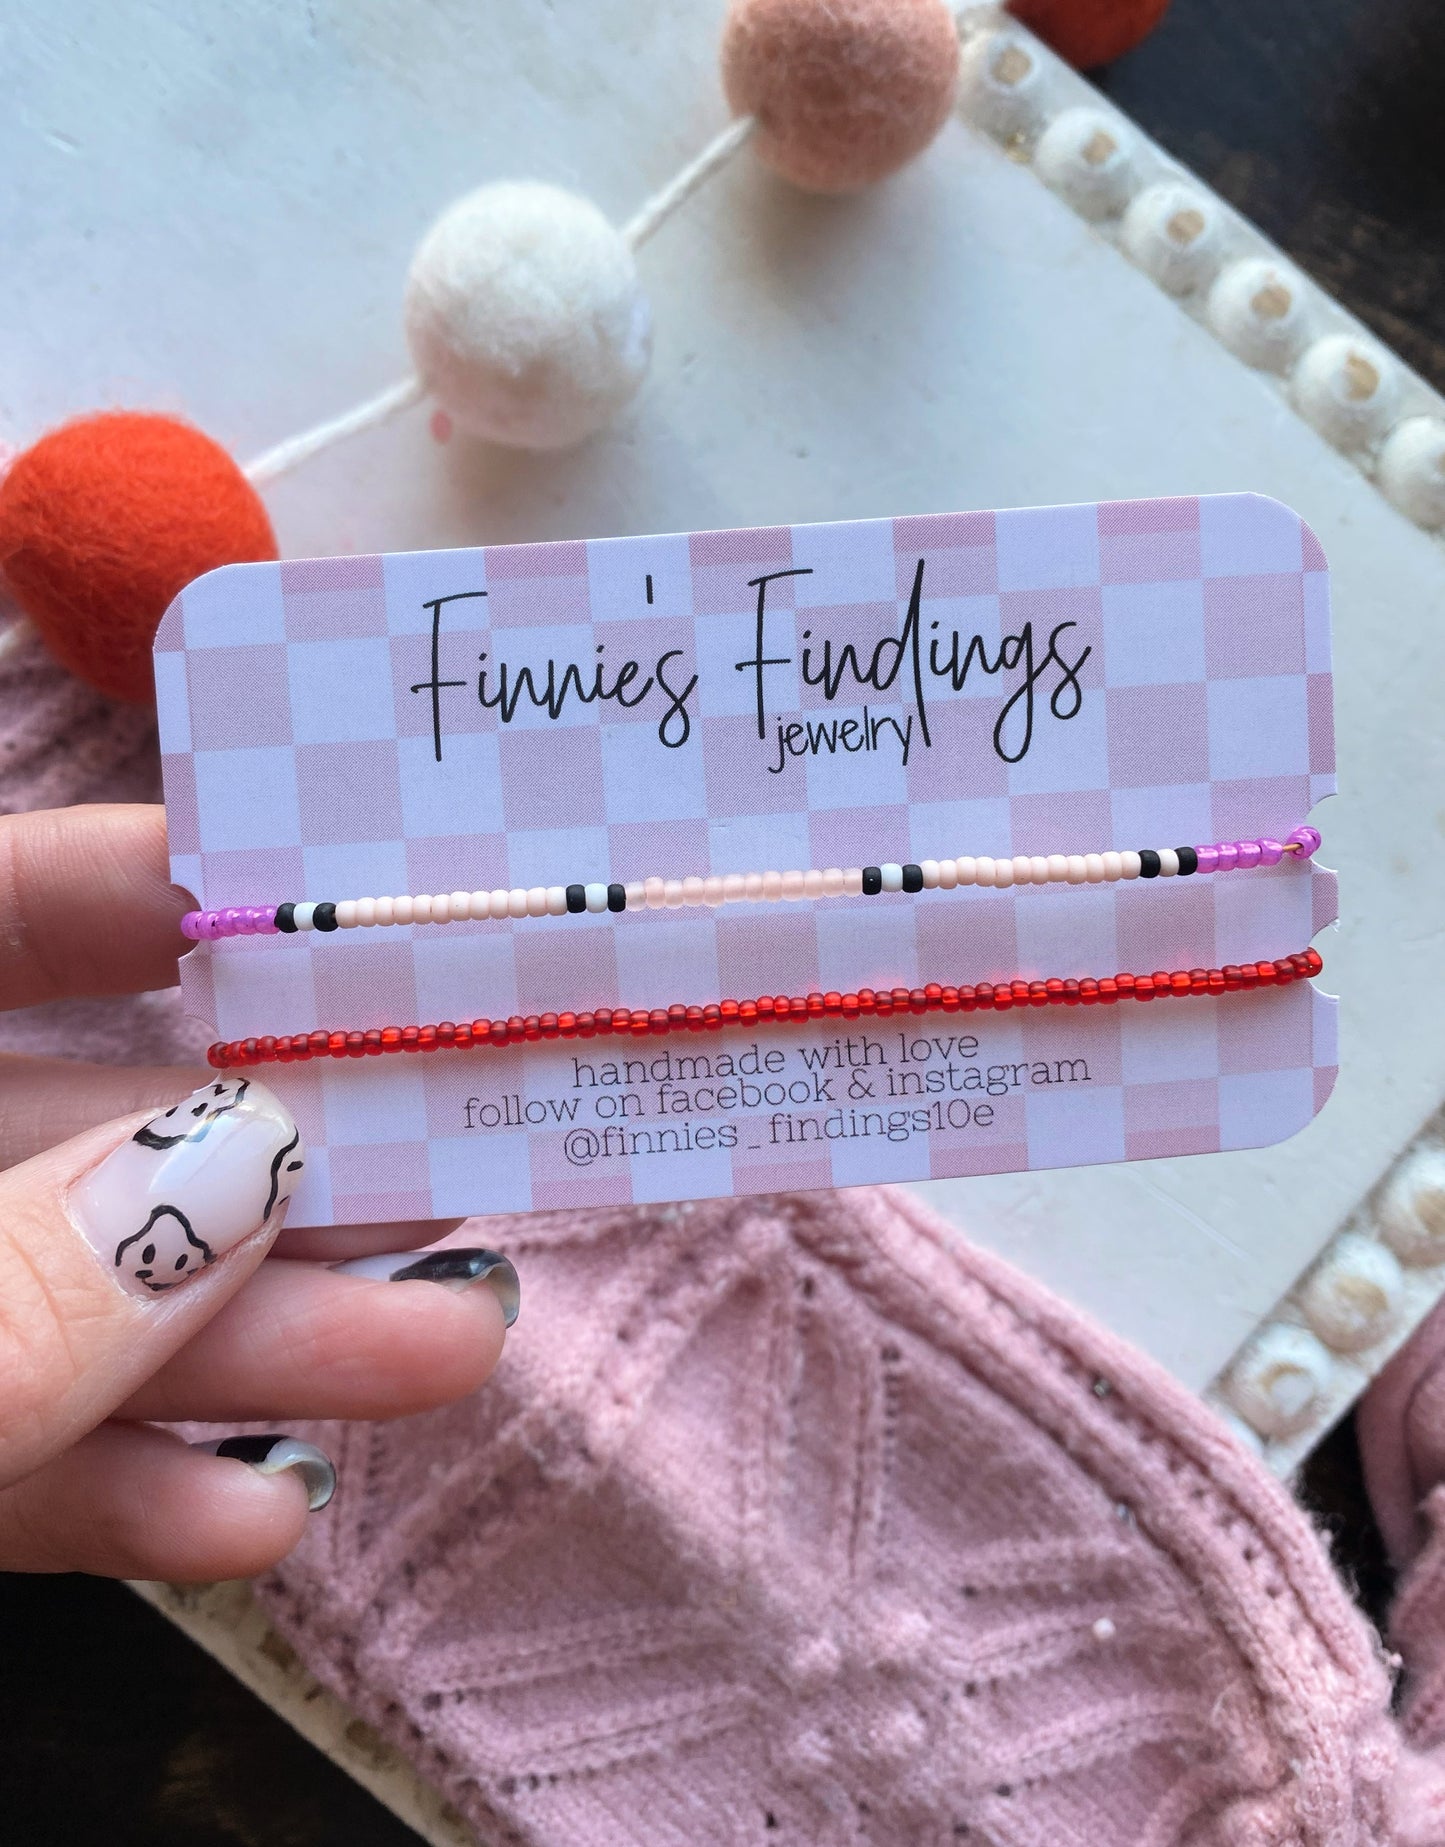 Finnie's Findings
jewelry
handmade with love
follow on facebook & instagram
@finnies_findings10e